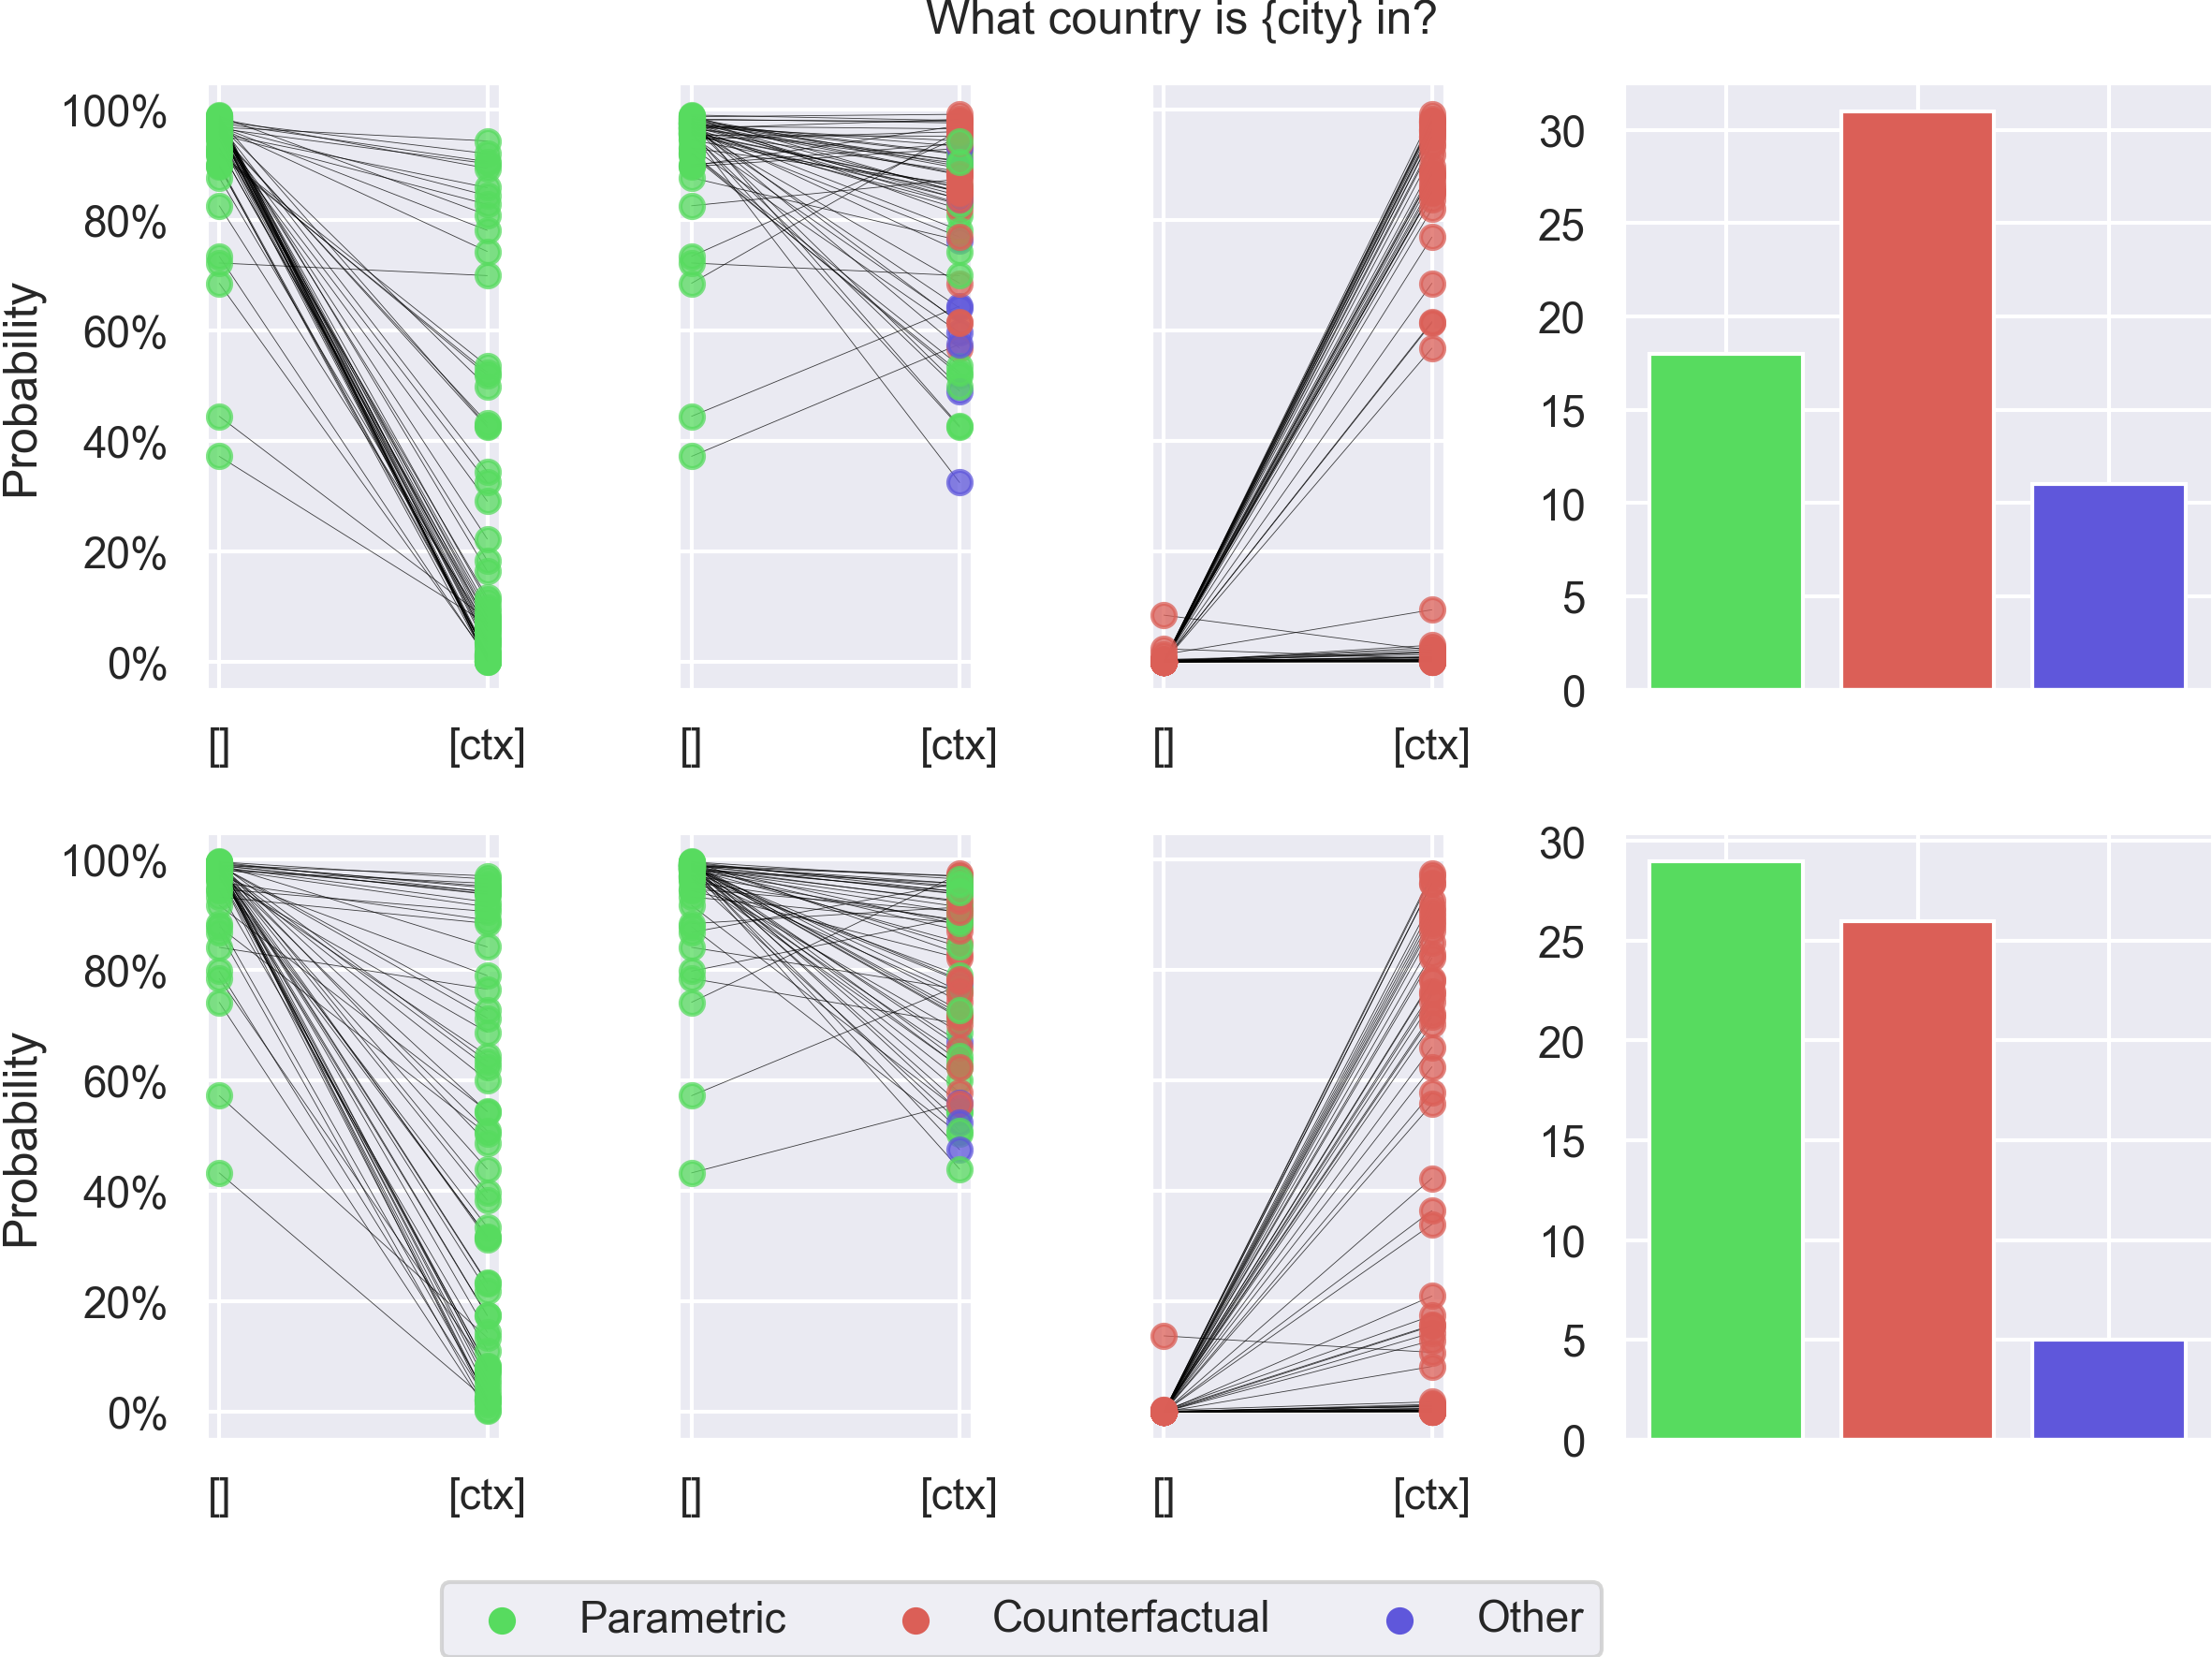 What country is {city} in?
Probability
100%
80%
60%
40%
20%
0%
[]
[ctx]
[]
[ctx]
[]
[ctx]
30
25
20
15
10
5
0
Probability
100%
80%
60%
40%
20%
0%
[]
[ctx]
[]
[ctx]
[]
[ctx]
30
25
20
15
10
5
0
Parametric
Counterfactual
Other